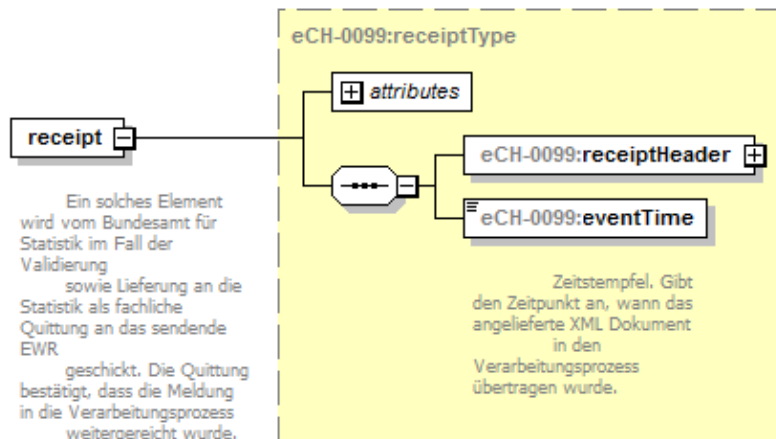 eCH-0099:receiptType
attributes
receipt
eCH-0099:receiptHeader
eCH-0099:eventTime
Ein solches Element
wird vom Bundesamt für
Statistik im Fall der
Validierung
sowie Lieferung an die
Statistik als fachliche
Quittung an das sendende
EWR
geschickt. Die Quittung
bestätigt, dass die Meldung
in die Verarbeitungsprozess
weitergereicht wurde.
Zeitstempfel. Gibt
den Zeitpunkt an, wann das
angelieferte XML Dokument
in den
Verarbeitungsprozess
übertragen wurde.